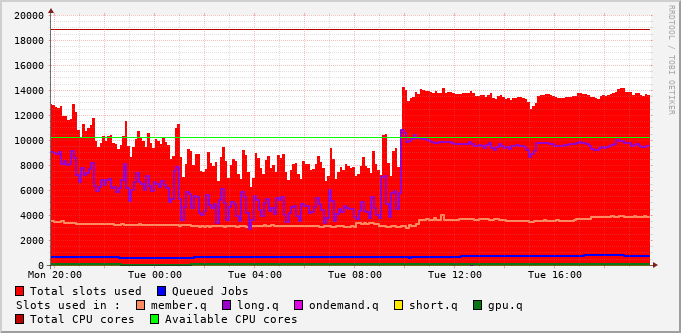 20000
18000
16000
14000
12000
10000
8000
6000
4000
2000
0
Mon 20:00 Tue 00:00 Tue 04:00 Tue 08:00 Tue 12:00 Tue 16:00
Total slots used Queued Jobs
Slots used in : member.q long.q ondemand.q short.q gpu.q
Total CPU cores Available CPU cores
RRDTOOL / TOBI OETIKER